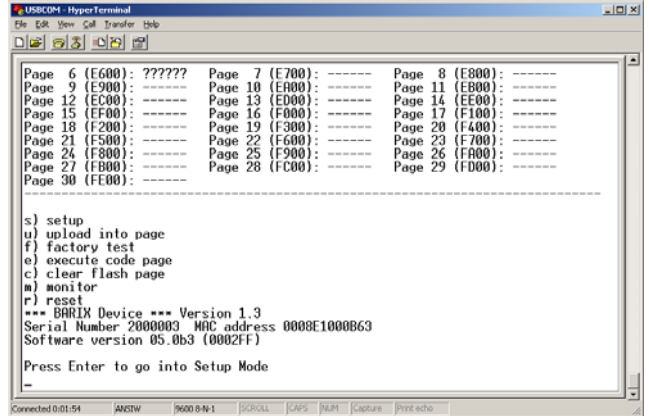 USBCOM - HyperTerminal
File Edit View Call Transfer Help
Page 6 (E600): ?????? Page 7 (E700): ------ Page 8 (E800): ------
Page 9 (E900): ------ Page 10 (EA00): ------ Page 11 (EB00): ------
Page 12 (EC00): ------ Page 13 (ED00): ------ Page 14 (EE00): ------
Page 15 (EF00): ------ Page 16 (F000): ------ Page 17 (F100): ------
Page 18 (F200): ------ Page 19 (F300): ------ Page 20 (F400): ------
Page 21 (F500): ------ Page 22 (F600): ------ Page 23 (F700): ------
Page 24 (F800): ------ Page 25 (F900): ------ Page 26 (FA00): ------
Page 27 (FB00): ------ Page 28 (FC00): ------ Page 29 (FD00): ------
Page 30 (FE00): ------
------------------------------------------------------------------------------
s) setup
u) upload into page
f) factory test
e) execute code page
c) clear flash page
m) monitor
r) reset
*** BARIX Device *** Version 1.3
Serial Number 2000003 MAC address 0008E1000B63
Software version 05.0b3 (0002FF)
Press Enter to go into Setup Mode
_
Connected 0:01:54 ANSIW 9600 8-N-1 SCROLL CAPS NUM Capture Print echo